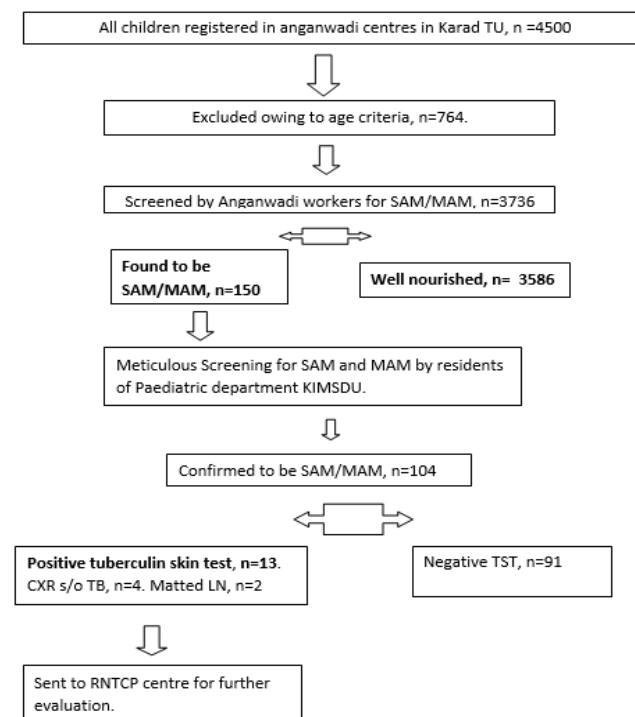 All children registered in anganwadi centres in Karad TU, n =4500
Excluded owing to age criteria, n=764.
Screened by Anganwadi workers for SAM/MAM, n=3736
Found to be
SAM/MAM, n=150
Well nourished, n= 3586
Meticulous Screening for SAM and MAM by residents
of Paediatric department KIMSDU.
Confirmed to be SAM/MAM, n=104
Positive tuberculin skin test, n=13.
CXR s/o TB, n=4. Matted LN, n=2
Negative TST, n=91
Sent to RNTCP centre for further
evaluation.